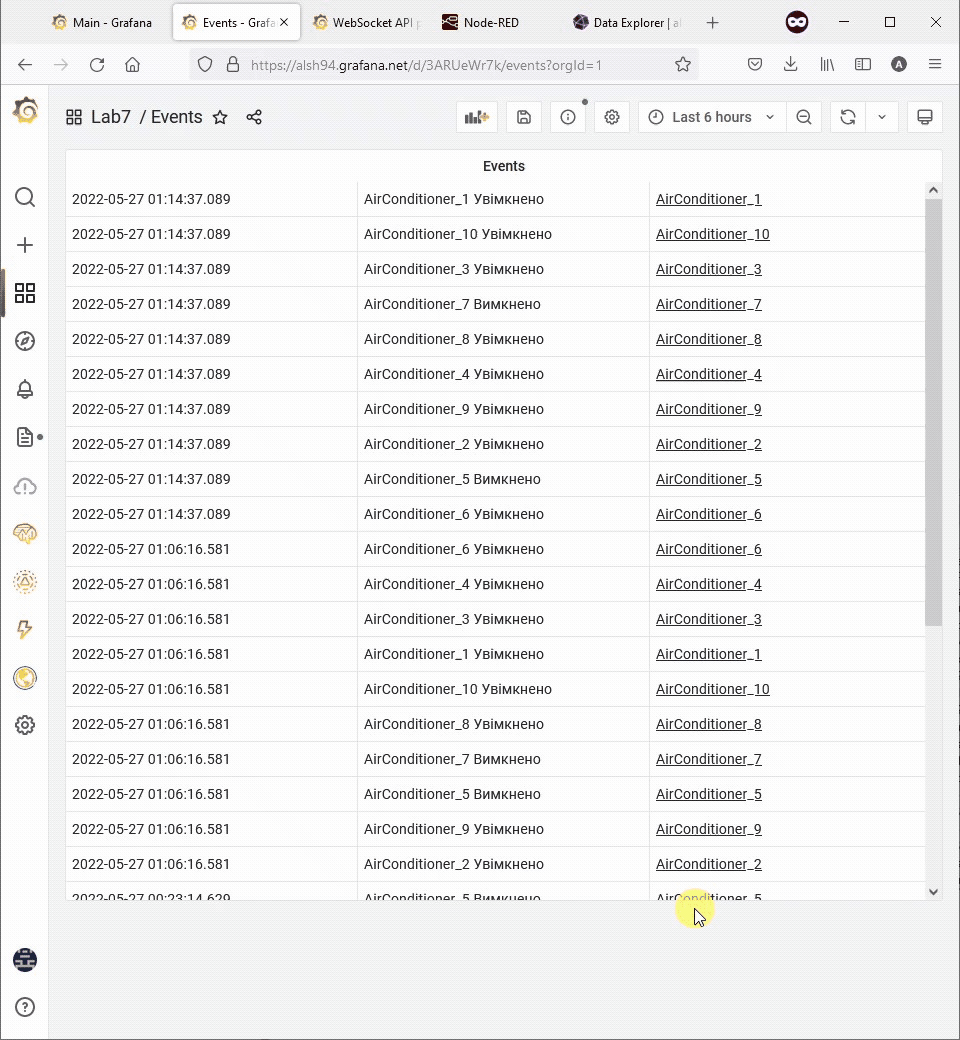 Main - Grafana
Events - Grafa
WebSocket API p
Node-RED
Data Explorer | al
https://alsh94.grafana.net/d/3ARUeWr7k/events?orgId=1
Lab7 / Events
Last 6 hours
Events
2022-05-27 01:14:37.089 AirConditioner_1 Увімкнено AirConditioner_1
2022-05-27 01:14:37.089 AirConditioner_10 Увімкнено AirConditioner_10
2022-05-27 01:14:37.089 AirConditioner_3 Увімкнено AirConditioner_3
2022-05-27 01:14:37.089 AirConditioner_7 Вимкнено AirConditioner_7
2022-05-27 01:14:37.089 AirConditioner_8 Увімкнено AirConditioner_8
2022-05-27 01:14:37.089 AirConditioner_4 Увімкнено AirConditioner_4
2022-05-27 01:14:37.089 AirConditioner_9 Увімкнено AirConditioner_9
2022-05-27 01:14:37.089 AirConditioner_2 Увімкнено AirConditioner_2
2022-05-27 01:14:37.089 AirConditioner_5 Вимкнено AirConditioner_5
2022-05-27 01:14:37.089 AirConditioner_6 Увімкнено AirConditioner_6
2022-05-27 01:06:16.581 AirConditioner_6 Увімкнено AirConditioner_6
2022-05-27 01:06:16.581 AirConditioner_4 Увімкнено AirConditioner_4
2022-05-27 01:06:16.581 AirConditioner_3 Увімкнено AirConditioner_3
2022-05-27 01:06:16.581 AirConditioner_1 Увімкнено AirConditioner_1
2022-05-27 01:06:16.581 AirConditioner_10 Увімкнено AirConditioner_10
2022-05-27 01:06:16.581 AirConditioner_8 Увімкнено AirConditioner_8
2022-05-27 01:06:16.581 AirConditioner_7 Вимкнено AirConditioner_7
2022-05-27 01:06:16.581 AirConditioner_5 Вимкнено AirConditioner_5
2022-05-27 01:06:16.581 AirConditioner_9 Увімкнено AirConditioner_9
2022-05-27 01:06:16.581 AirConditioner_2 Увімкнено AirConditioner_2
2022-05-27 00:23:14.629 AirConditioner_5 Вимкнено AirConditioner_5